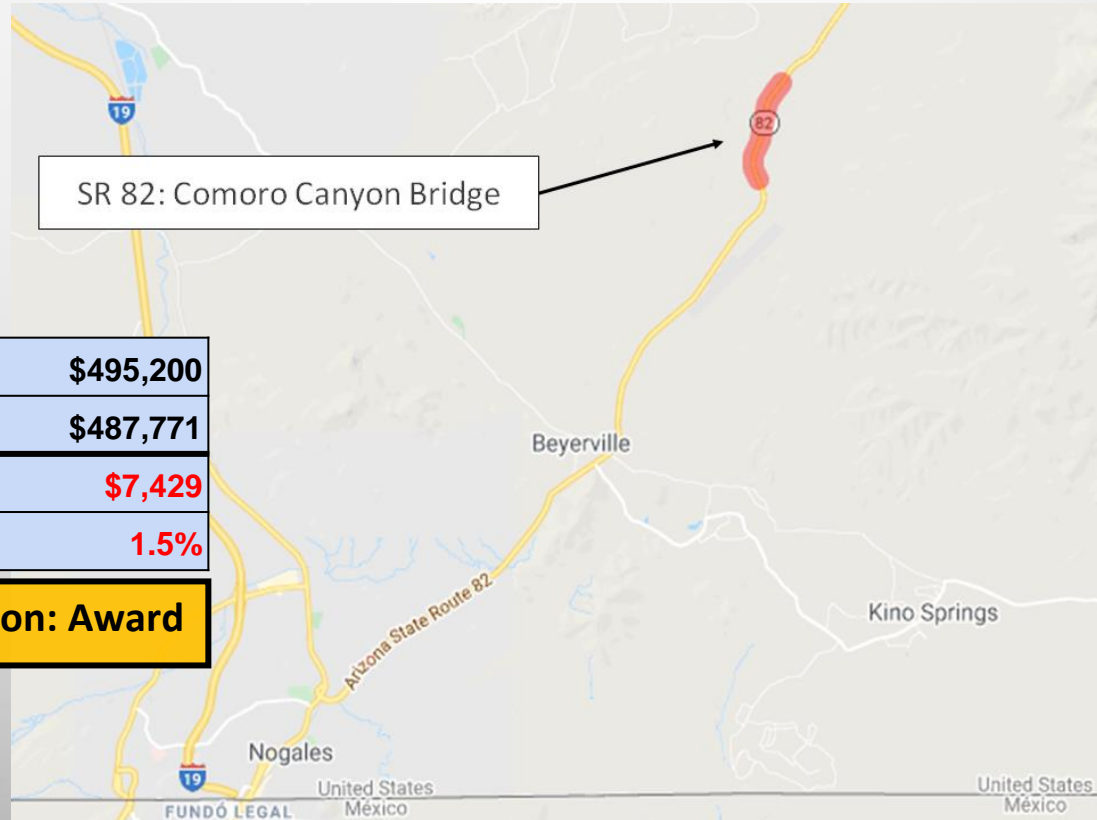 19
82
SR 82: Comoro Canyon Bridge
$495,200
$487,771
$7,429
1.5%
on: Award
Beyerville
Kino Springs
Arizona State Route 82
Nogales
19
United States
México
FUNDÓ LEGAL
United States
México